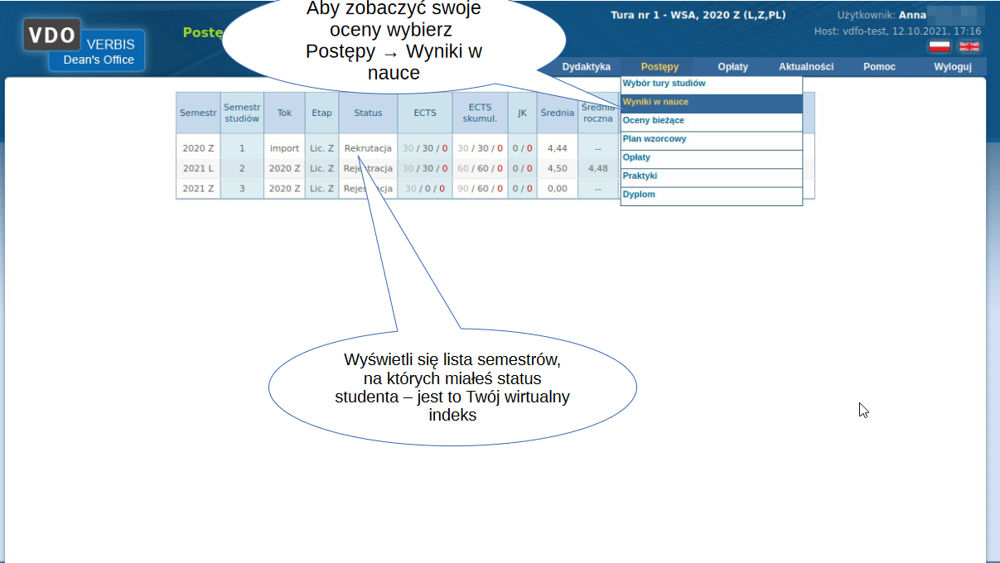 Aby zobaczyć swoje
oceny wybierz
Postępy → Wyniki w
nauce
VDO
VERBIS
Dean's Office
Tura nr 1 - WSA, 2020 Z (L,Z,PL)
Użytkownik: Anna
Host: vdfo-test, 12.10.2021, 17:16
Dydaktyka Postępy Opłaty Aktualności Pomoc Wyloguj
Wybór tury studiów
Wyniki w nauce
Oceny bieżące
Plan wzorcowy
Opłaty
Praktyki
Dyplom
Semestr Semestr studiów Tok Etap Status ECTS ECTS skumul. JK Średnia Średnia roczna
2020 Z 1 import Lic. Z Rekrutacja 30 / 30 / 0 30 / 30 / 0 0 / 0 4,44 --
2021 L 2 2020 Z Lic. Z Rejestracja 30 / 30 / 0 60 / 60 / 0 0 / 0 4,50 4,48
2021 Z 3 2020 Z Lic. Z Rejestracja 30 / 0 / 0 90 / 60 / 0 0 / 0 0,00 --
Wyświetli się lista semestrów,
na których miałeś status
studenta – jest to Twój wirtualny
indeks